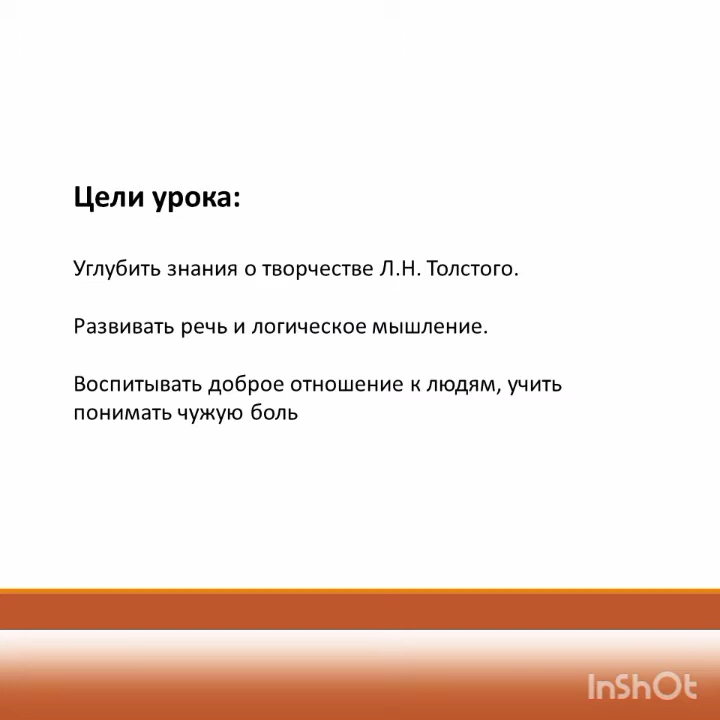 Цели урока:
Углубить знания о творчестве Л.Н. Толстого.
Развивать речь и логическое мышление.
Воспитывать доброе отношение к людям, учить
понимать чужую боль
InShOt